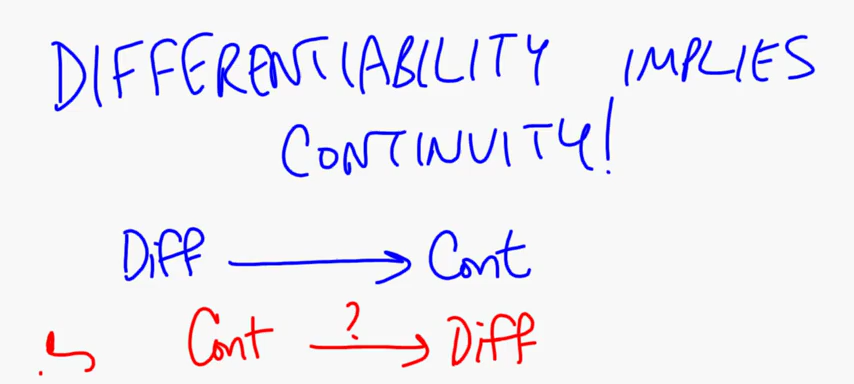 DIFFERENTIABILITY IMPLIES
CONTINUITY!
Diff → Cont
Cont ?→ Diff